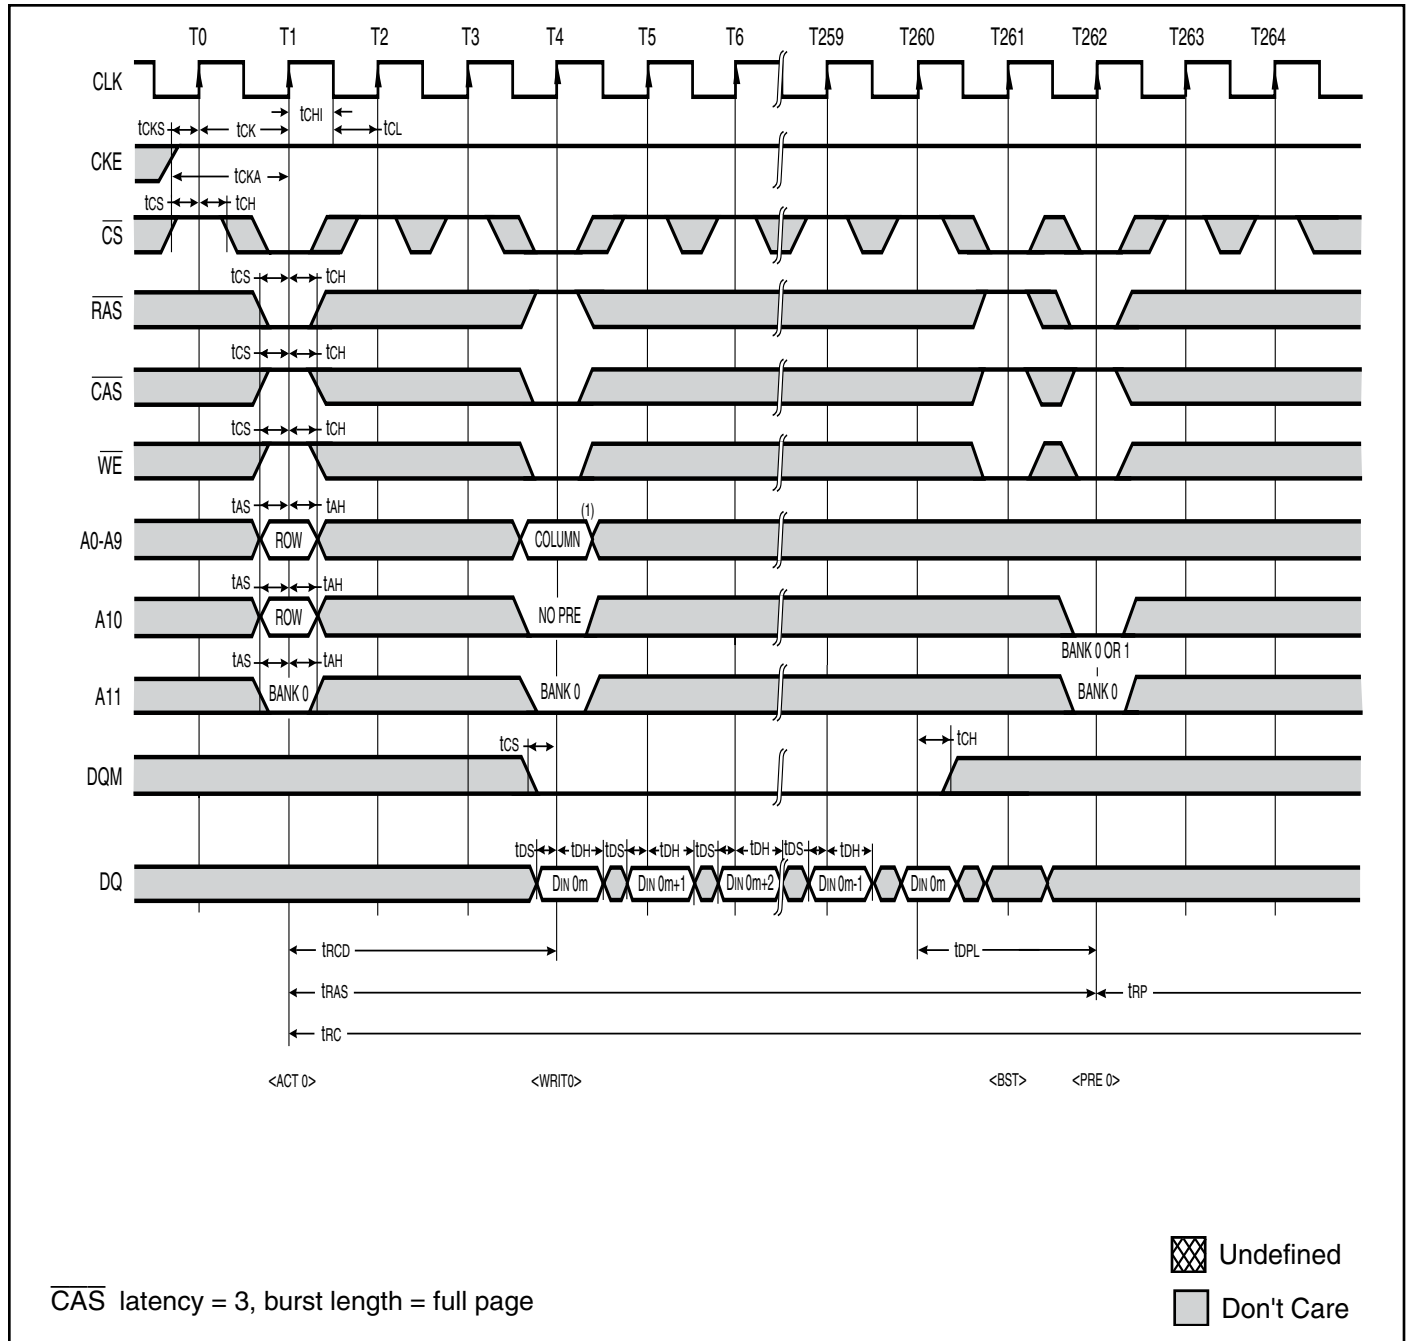 T0 T1 T2 T3 T4 T5 T6 T259 T260 T261 T262 T263 T264
CLK
tCHI
tCKS tCK tCL
CKE
tCKA
tCS tCH
CS
tCS tCH
RAS
tCS tCH
CAS
tCS tCH
WE
tAS tAH (1)
A0-A9 ROW COLUMN
tAS tAH
A10 ROW NO PRE
BANK 0 OR 1
tAS tAH
A11 BANK 0 BANK 0 BANK 0
tCS tCH
DQM
tDS tDH tDS tDH tDS tDH tDS tDH
DQ DIN 0m DIN 0m+1 DIN 0m+2 DIN 0m-1 DIN 0m
tRCD tDPL
tRAS tRP
tRC
<ACT 0> <WRIT0> <BST> <PRE 0>
Undefined
CAS latency = 3, burst length = full page
Don't Care